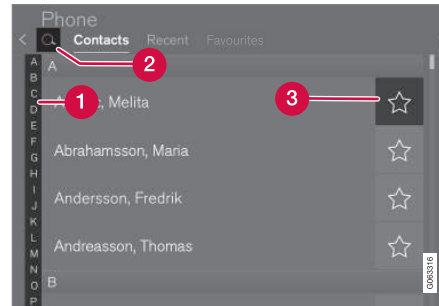 Phone
Contacts Recent Favourites
2
A
A
B
C
D
E
F
G
H
I
J
K
L
M
N
O
P
1
, Melita
3
Abrahamsson, Maria
Andersson, Fredrik
Andreasson, Thomas
B
G063316